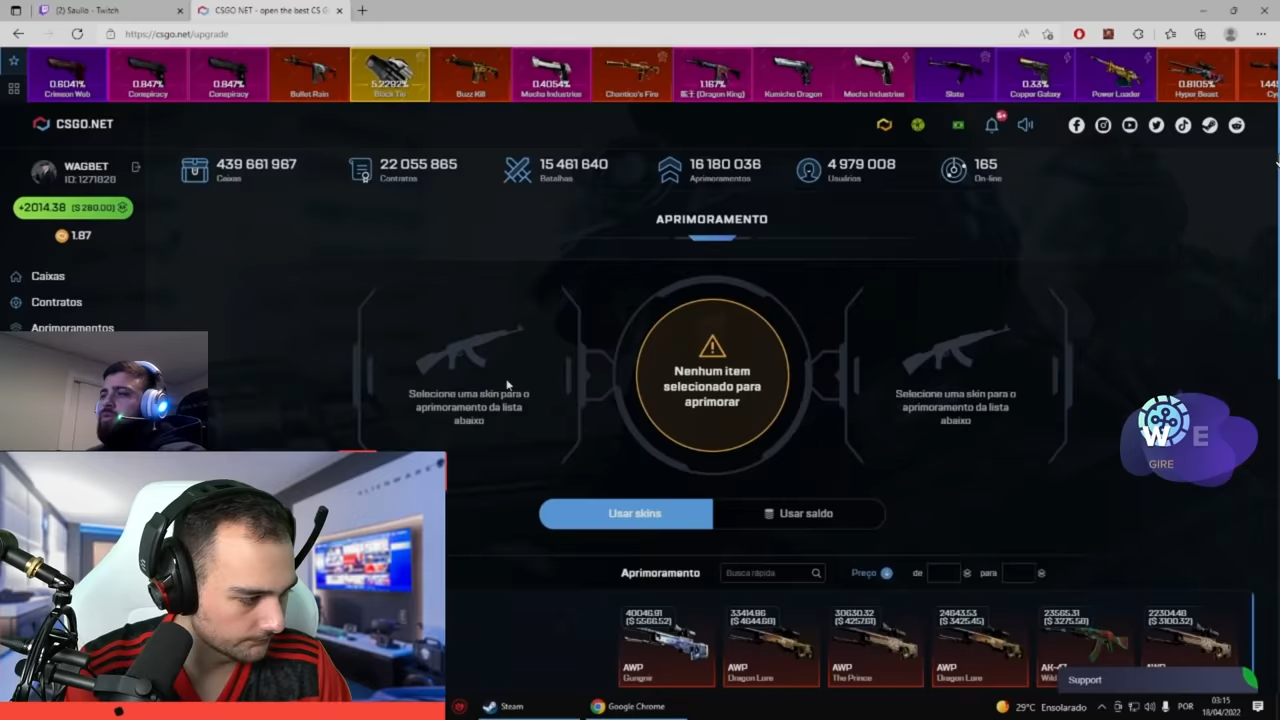 (2) Saullo - Twitch
CSGO.NET - open the best CS G
https://csgo.net/upgrade
0.6041%
Crimson Web
0.847%
Conspiracy
0.847%
Conspiracy
Bullet Rain
5.2292%
Black Tie
Buzz Kill
0.4054%
Mecha Industries
Chantico's Fire
1.167%
龍王 (Dragon King)
Kumicho Dragon
Mecha Industries
Slate
0.33%
Copper Galaxy
Power Loader
0.8105%
Hyper Beast
CSGO.NET
WAGBET
ID:1271828
+2014.38 ($ 280.00)
1.87
439 661 967
Caixas
22 055 865
Contratos
15 461 640
Batalhas
16 180 036
Aprimoramentos
4 979 008
Usuários
165
On-line
APRIMORAMENTO
Caixas
Contratos
Aprimoramentos
Selecione uma skin para o
aprimoramento da lista
abaixo
Nenhum item
selecionado para
aprimorar
Selecione uma skin para o
aprimoramento da lista
abaixo
W E
GIRE
Usar skins
Usar saldo
ALIENWARE
Aprimoramento
Busca rápida
Preço
de
para
40046.91
($ 5566.52)
AWP
Gungnir
33414.96
($ 4644.68)
AWP
Dragon Lore
30630.32
($ 4257.61)
AWP
The Prince
24643.53
($ 3425.45)
AWP
Dragon Lore
23565.31
($ 3275.58)
AK-47
Wild
22304.48
($ 3100.32)
AWP
Support
Steam
Google Chrome
29°C Ensolarado
POR
03:15
18/04/2022